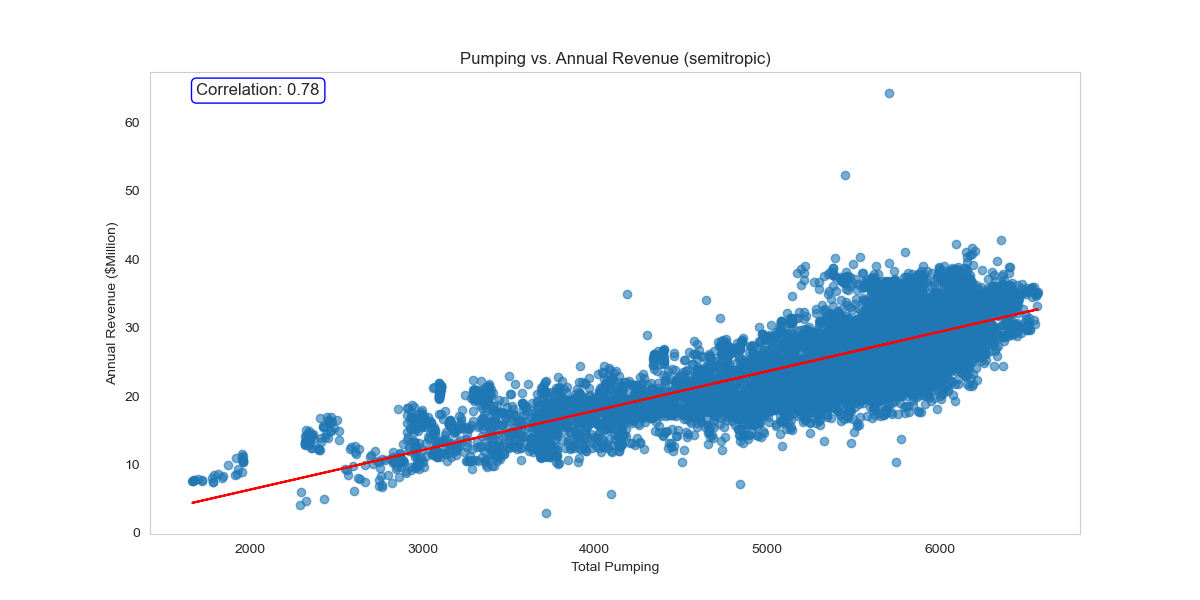 Pumping vs. Annual Revenue (semitropic)
Correlation: 0.78
Annual Revenue ($Million)
60
50
40
30
20
10
0
2000 3000 4000 5000 6000
Total Pumping